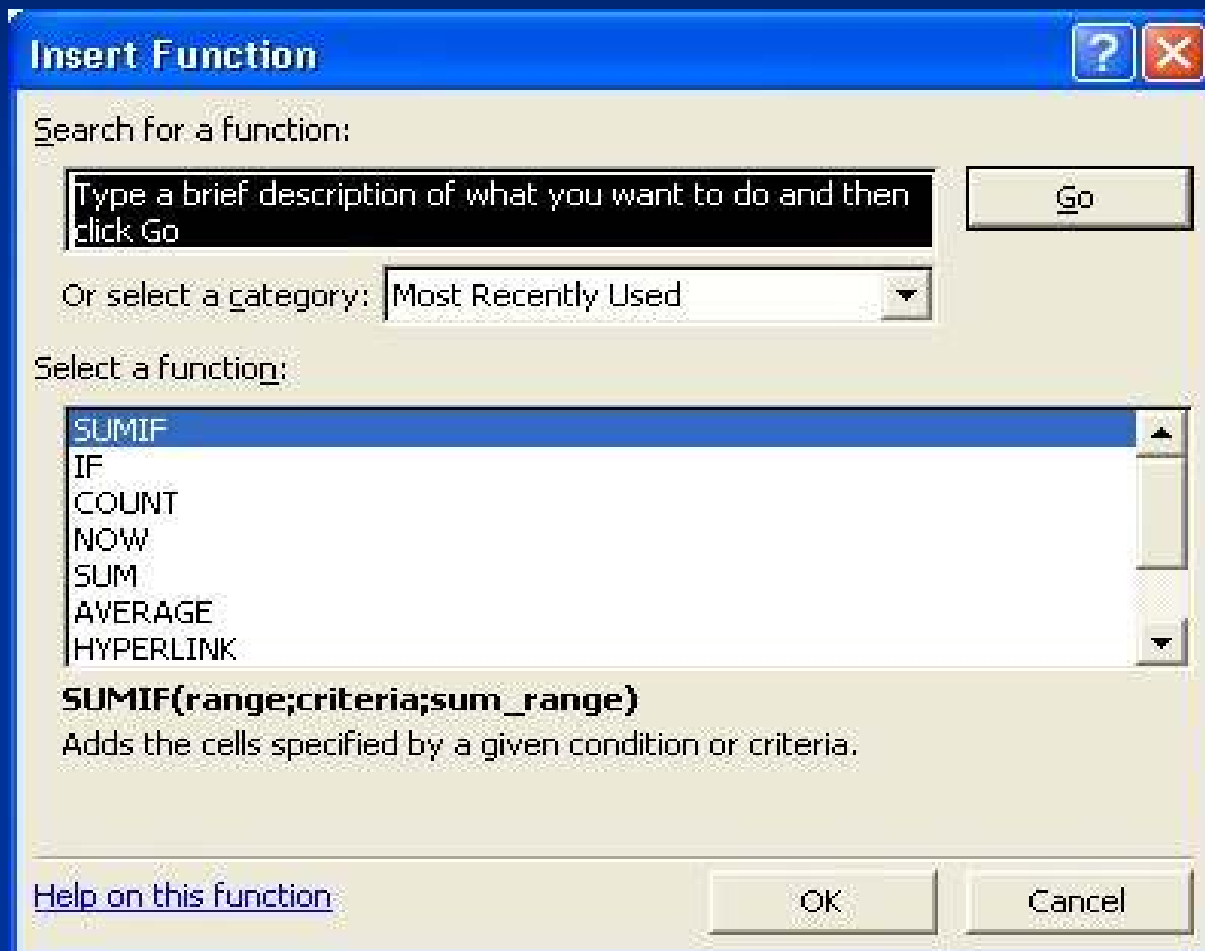 Insert Function
Search for a function:
Type a brief description of what you want to do and then
click Go
Go
Or select a category: Most Recently Used
Select a function:
SUMIF
IF
COUNT
NOW
SUM
AVERAGE
HYPERLINK
SUMIF(range;criteria;sum_range)
Adds the cells specified by a given condition or criteria.
Help on this function
OK
Cancel